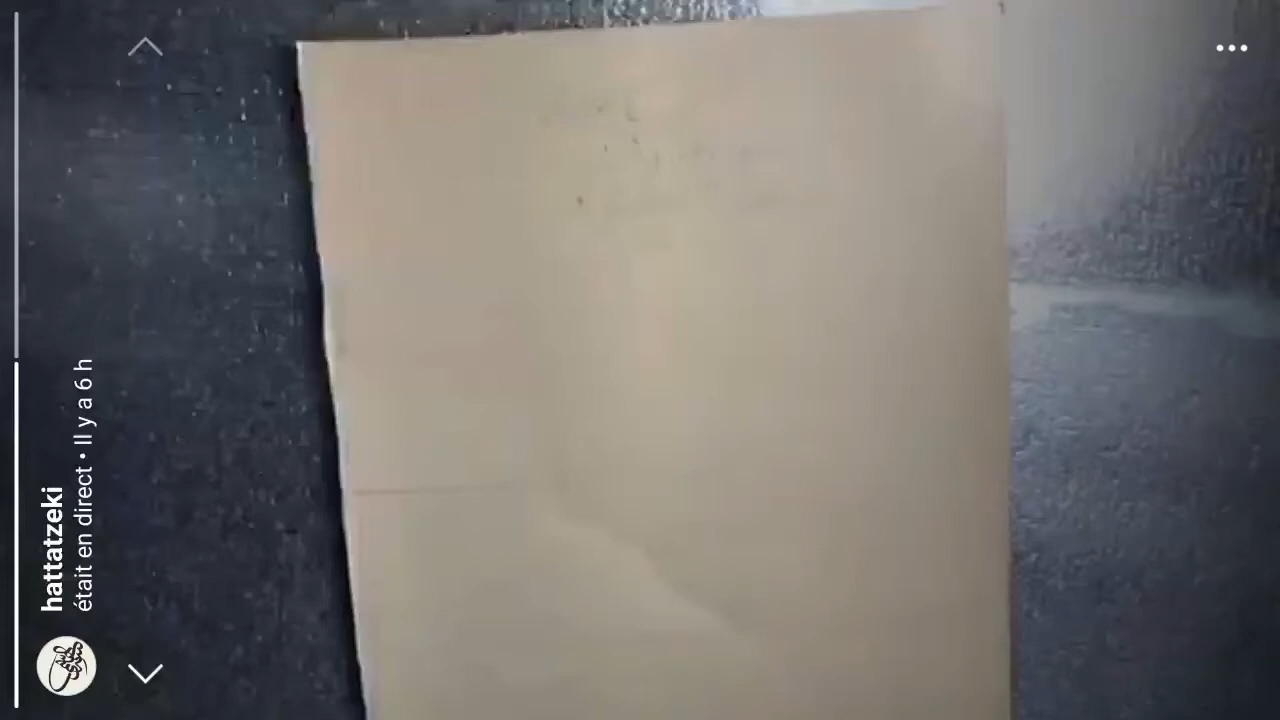 hattatzeki
était en direct • Il y a 6 h